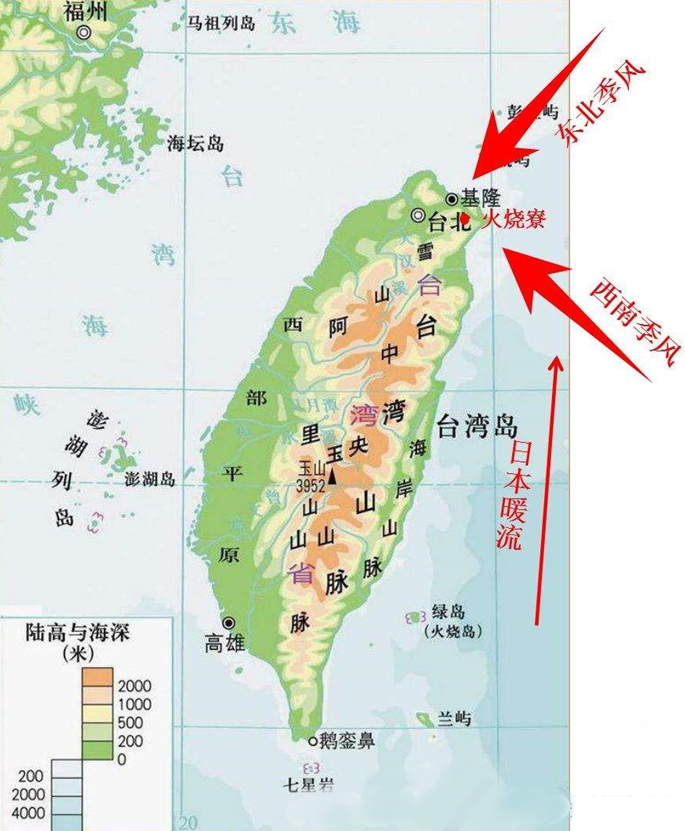 福州
马祖列岛
东海
海坛岛
台湾海峡
东北季风
基隆
台北
火烧寮
西南季风
日本暖流
雪山
台湾省
西部平原
阿里山
台湾山脉
中央山脉
玉山
玉山
3952
海岸山脉
台湾岛
澎湖列岛
澎湖岛
高雄
绿岛
(火烧岛)
兰屿
鹅銮鼻
七星岩
陆高与海深
(米)
2000
1000
500
200
0
200
2000
4000
120